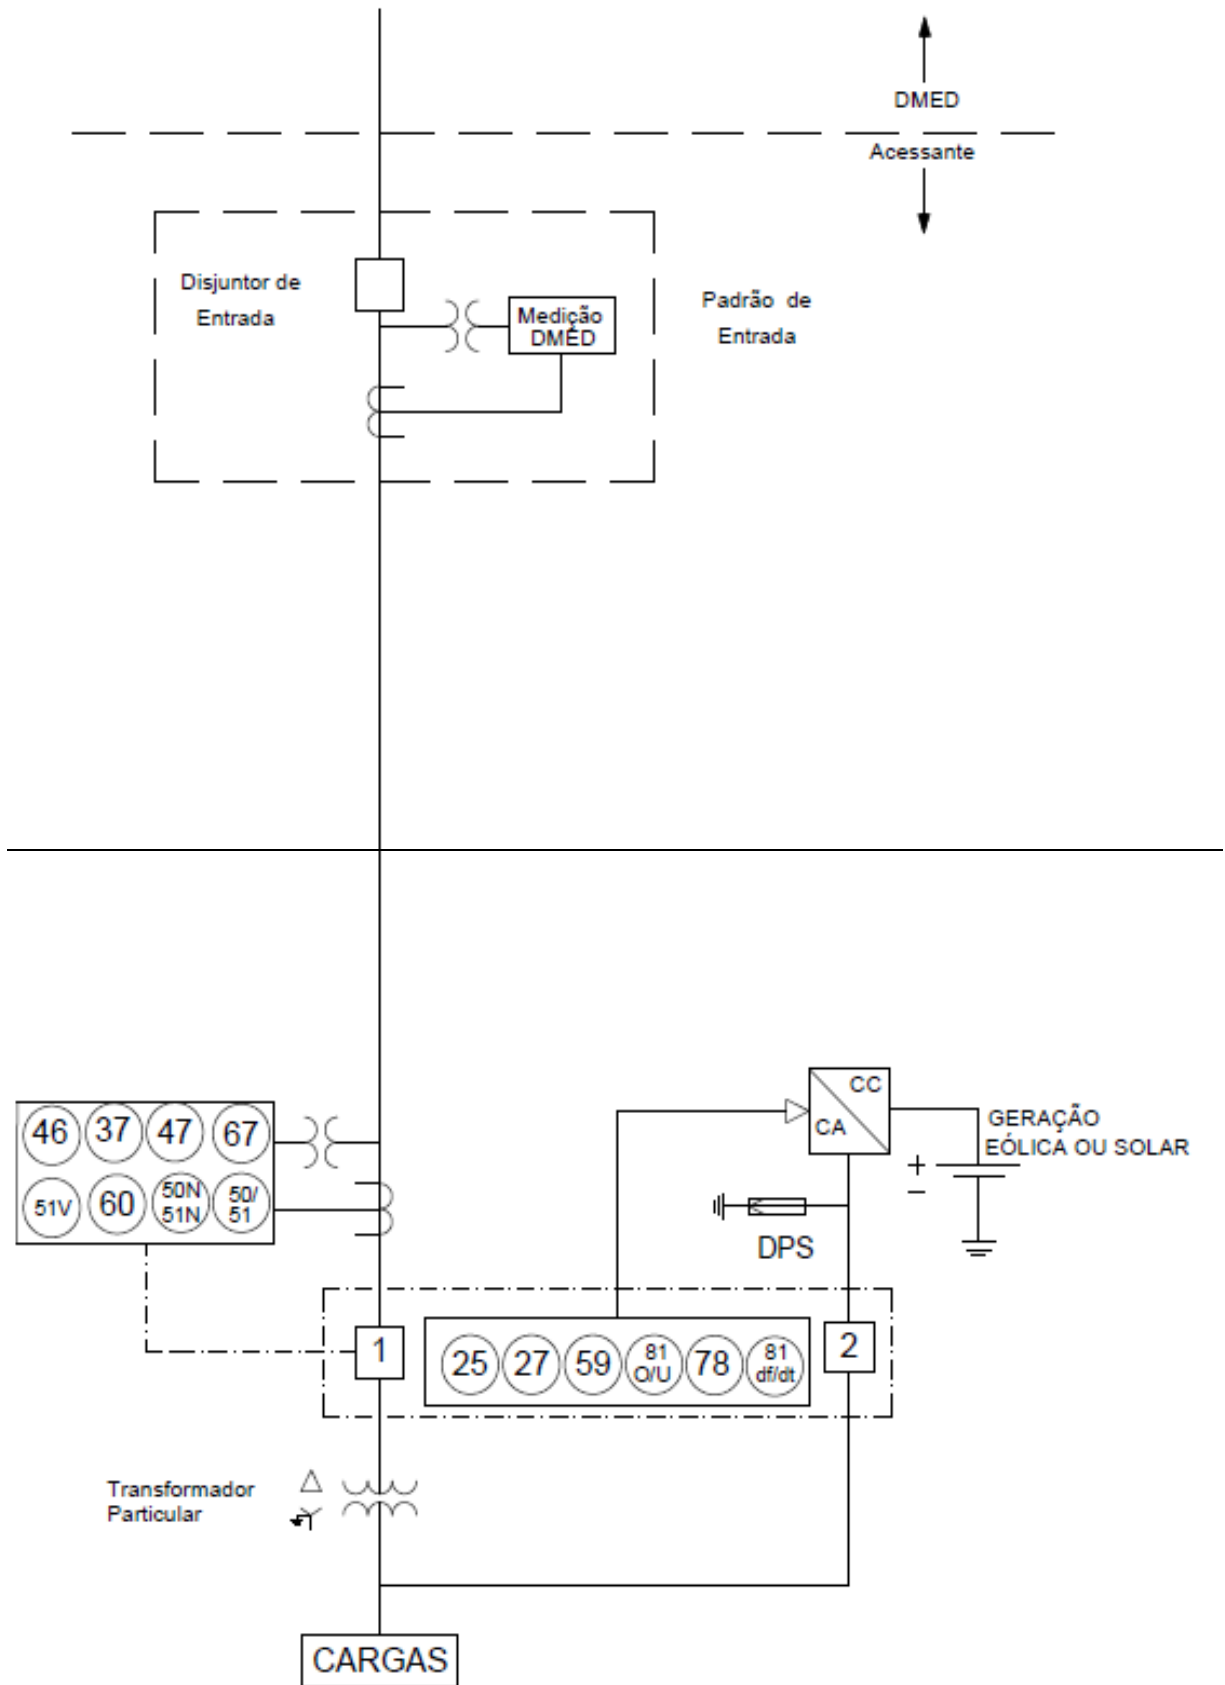 DMED
Acessante
Disjuntor de
Entrada
Medição
DMED
Padrão de
Entrada
46
37
47
67
51V
60
50N
51N
50/
51
CC
CA
GERAÇÃO
EÓLICA OU SOLAR
+
−
DPS
1
25
27
59
81
O/U
78
81
df/dt
2
Transformador
Particular
CARGAS